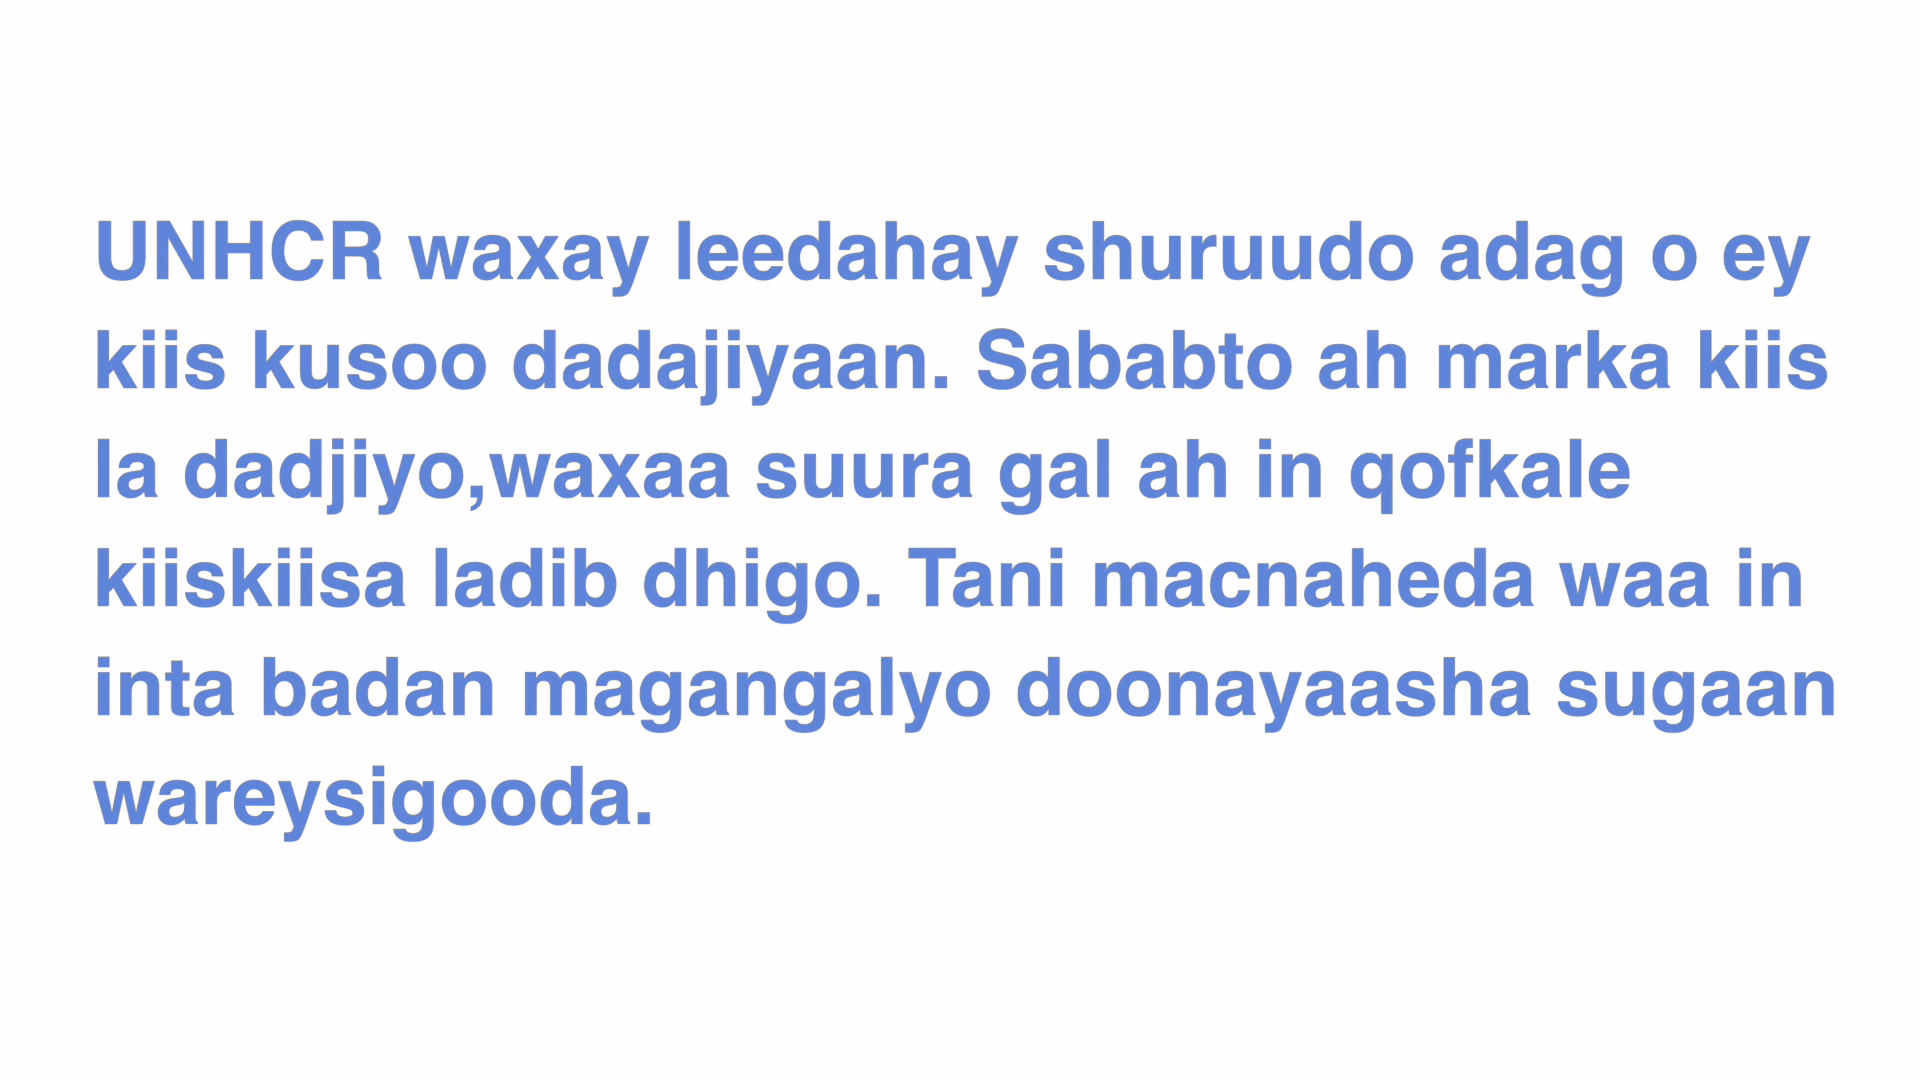 UNHCR waxay leedahay shuruudo adag o ey
kiis kusoo dadajiyaan. Sababto ah marka kiis
la dadjiyo,waxaa suura gal ah in qofkale
kiiskiisa ladib dhigo. Tani macnaheda waa in
inta badan magangalyo doonayaasha sugaan
wareysigooda.